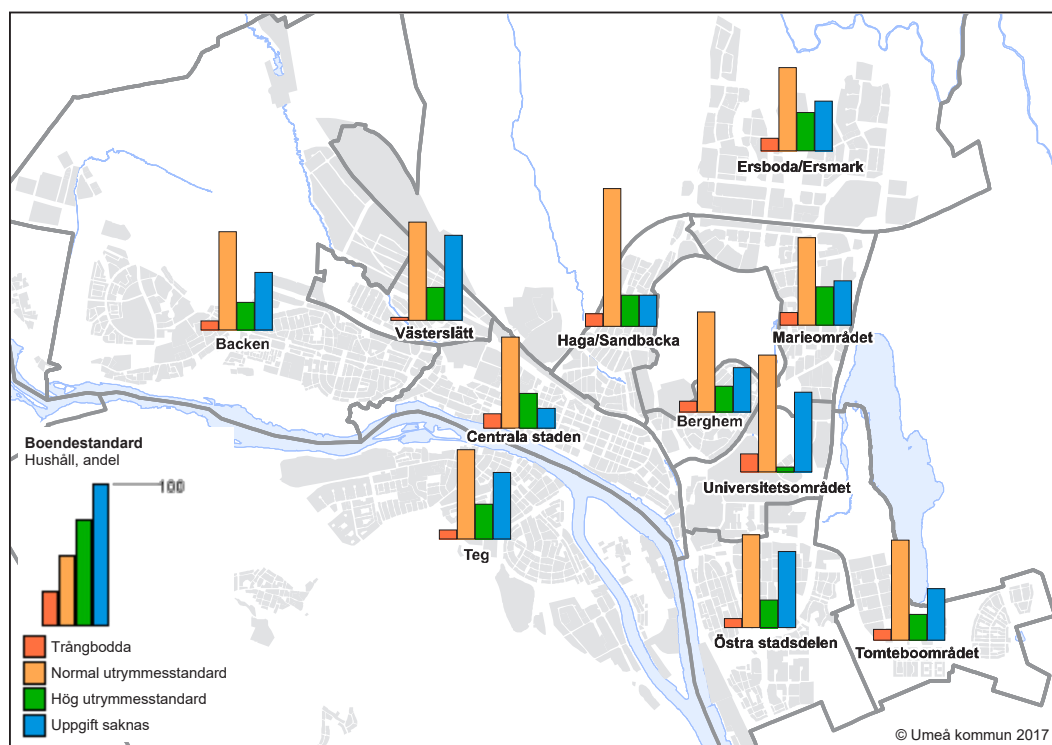 Ersboda/Ersmark
Backen
Västerslätt
Haga/Sandbacka
Marieområdet
Centrala staden
Berghem
Universitetsområdet
Teg
Östra stadsdelen
Tomteboområdet
Boendestandard
Hushåll, andel
100
Trångbodda
Normal utrymmesstandard
Hög utrymmesstandard
Uppgift saknas
© Umeå kommun 2017